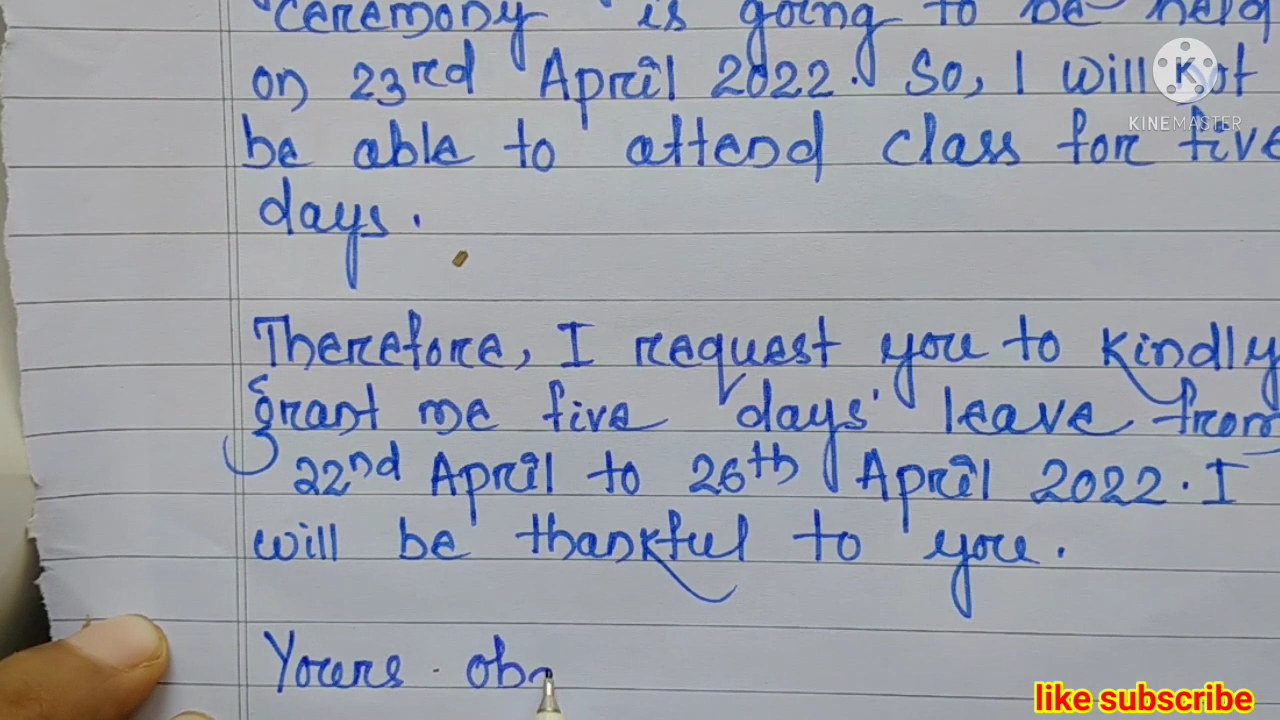 Ceremony is going to be held
on 23rd April 2022. So, I will not
KINEMASTER
be able to attend class for five
days.
Therefore, I request you to kindly
grant me five days' leave from
22nd April to 26th April 2022. I
will be thankful to you.
Yours ob
like subscribe